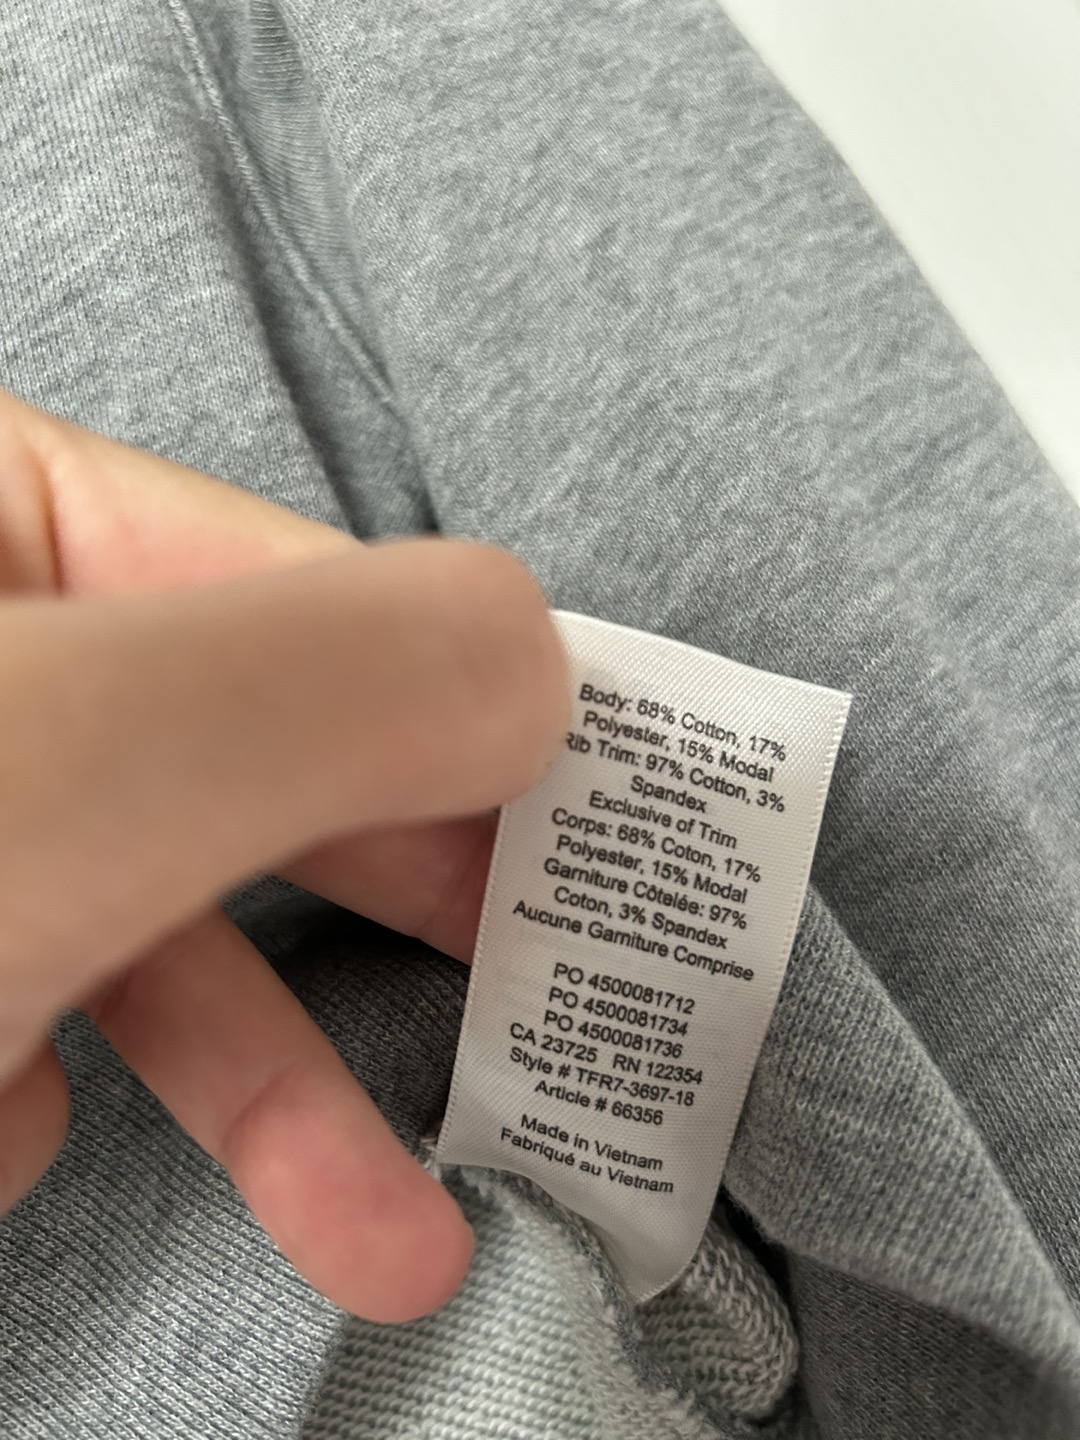 Body: 68% Cotton, 17%
Polyester, 15% Modal
Rib Trim: 97% Cotton, 3%
Spandex
Exclusive of Trim
Corps: 68% Coton, 17%
Polyester, 15% Modal
Garniture Côtelée: 97%
Coton, 3% Spandex
Aucune Garniture Comprise
PO 4500081712
PO 4500081734
PO 4500081736
CA 23725 RN 122354
Style # TFR7-3697-18
Article # 66356
Made in Vietnam
Fabriqué au Vietnam